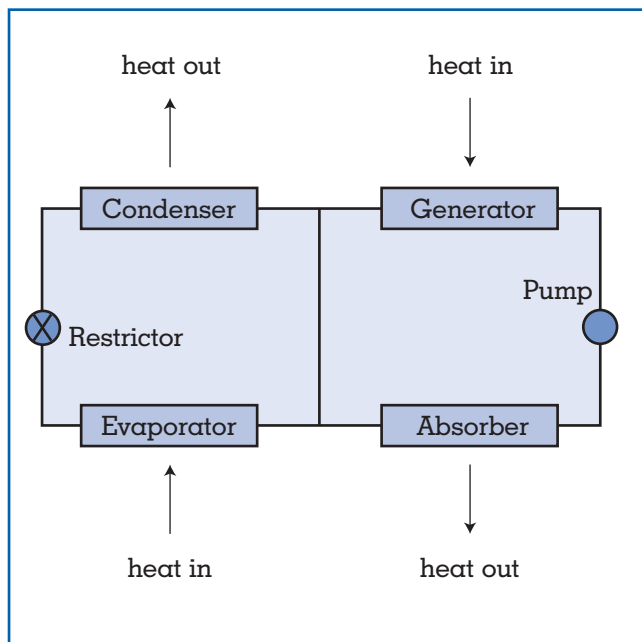 heat out
heat in
Condenser
Generator
Pump
Restrictor
Evaporator
Absorber
heat in
heat out